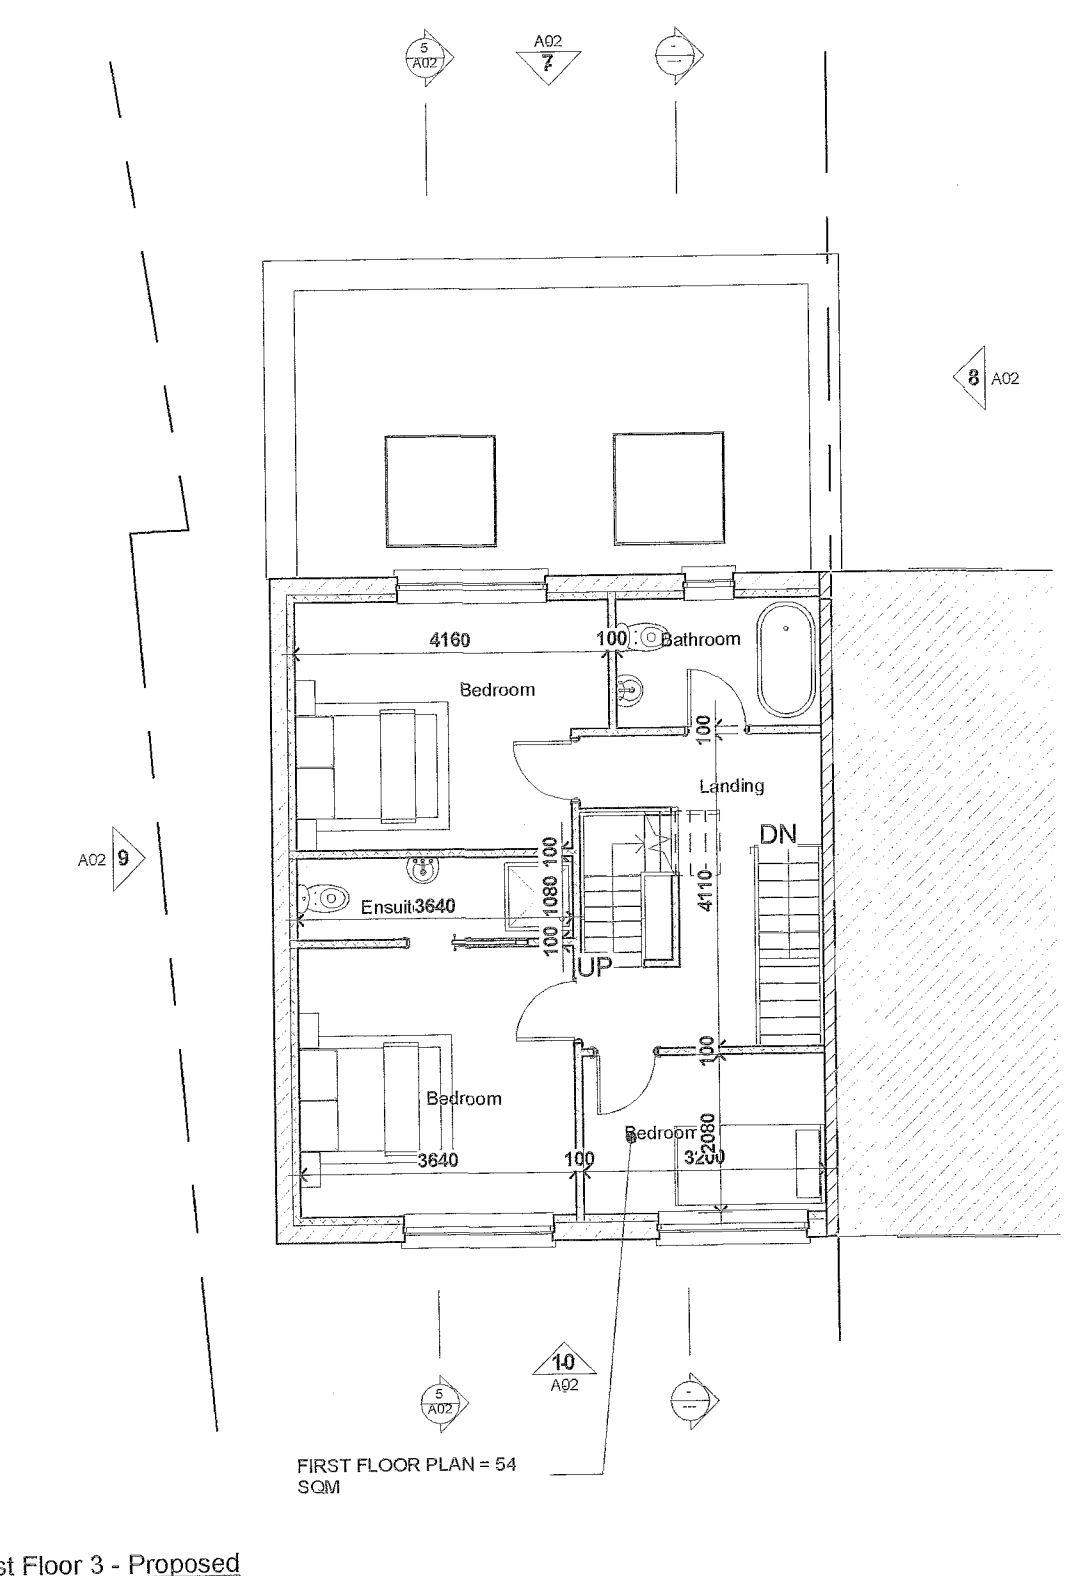 5
A02
A02
7
8 A02
4160
100
Bathroom
Bedroom
100
Landing
DN
A02 9
100
1080
4110
Ensuit
3640
100
UP
100
Bedroom
2080
Bedroom
3640
100
10
A02
5
A02
FIRST FLOOR PLAN = 54
SQM
st Floor 3 - Proposed